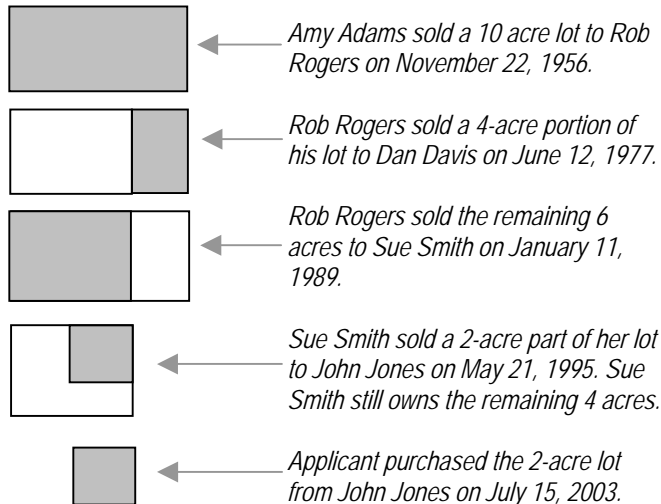 Amy Adams sold a 10 acre lot to Rob
Rogers on November 22, 1956.
Rob Rogers sold a 4-acre portion of
his lot to Dan Davis on June 12, 1977.
Rob Rogers sold the remaining 6
acres to Sue Smith on January 11,
1989.
Sue Smith sold a 2-acre part of her lot
to John Jones on May 21, 1995. Sue
Smith still owns the remaining 4 acres.
Applicant purchased the 2-acre lot
from John Jones on July 15, 2003.